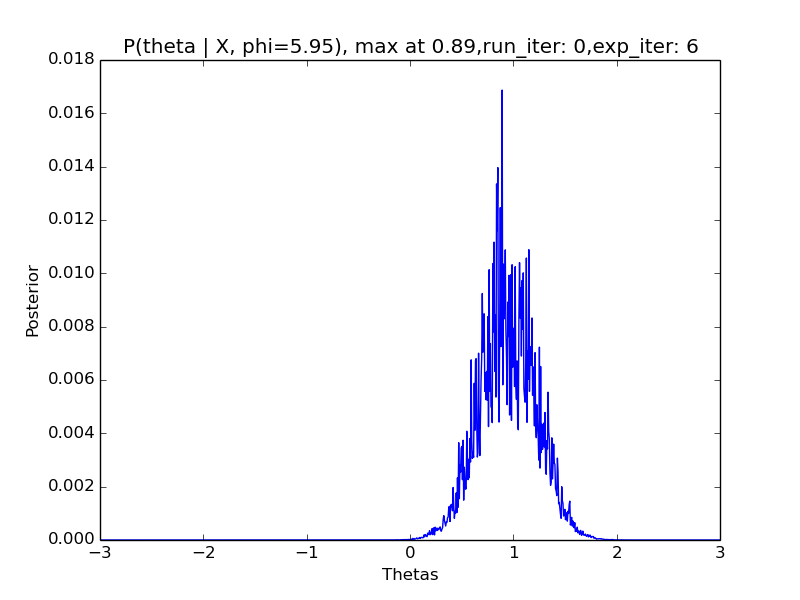 P(theta | X, phi=5.95), max at 0.89,run_iter: 0,exp_iter: 6
0.018
0.016
0.014
0.012
0.010
0.008
0.006
0.004
0.002
0.000
Posterior
−3 −2 −1 0 1 2 3
Thetas